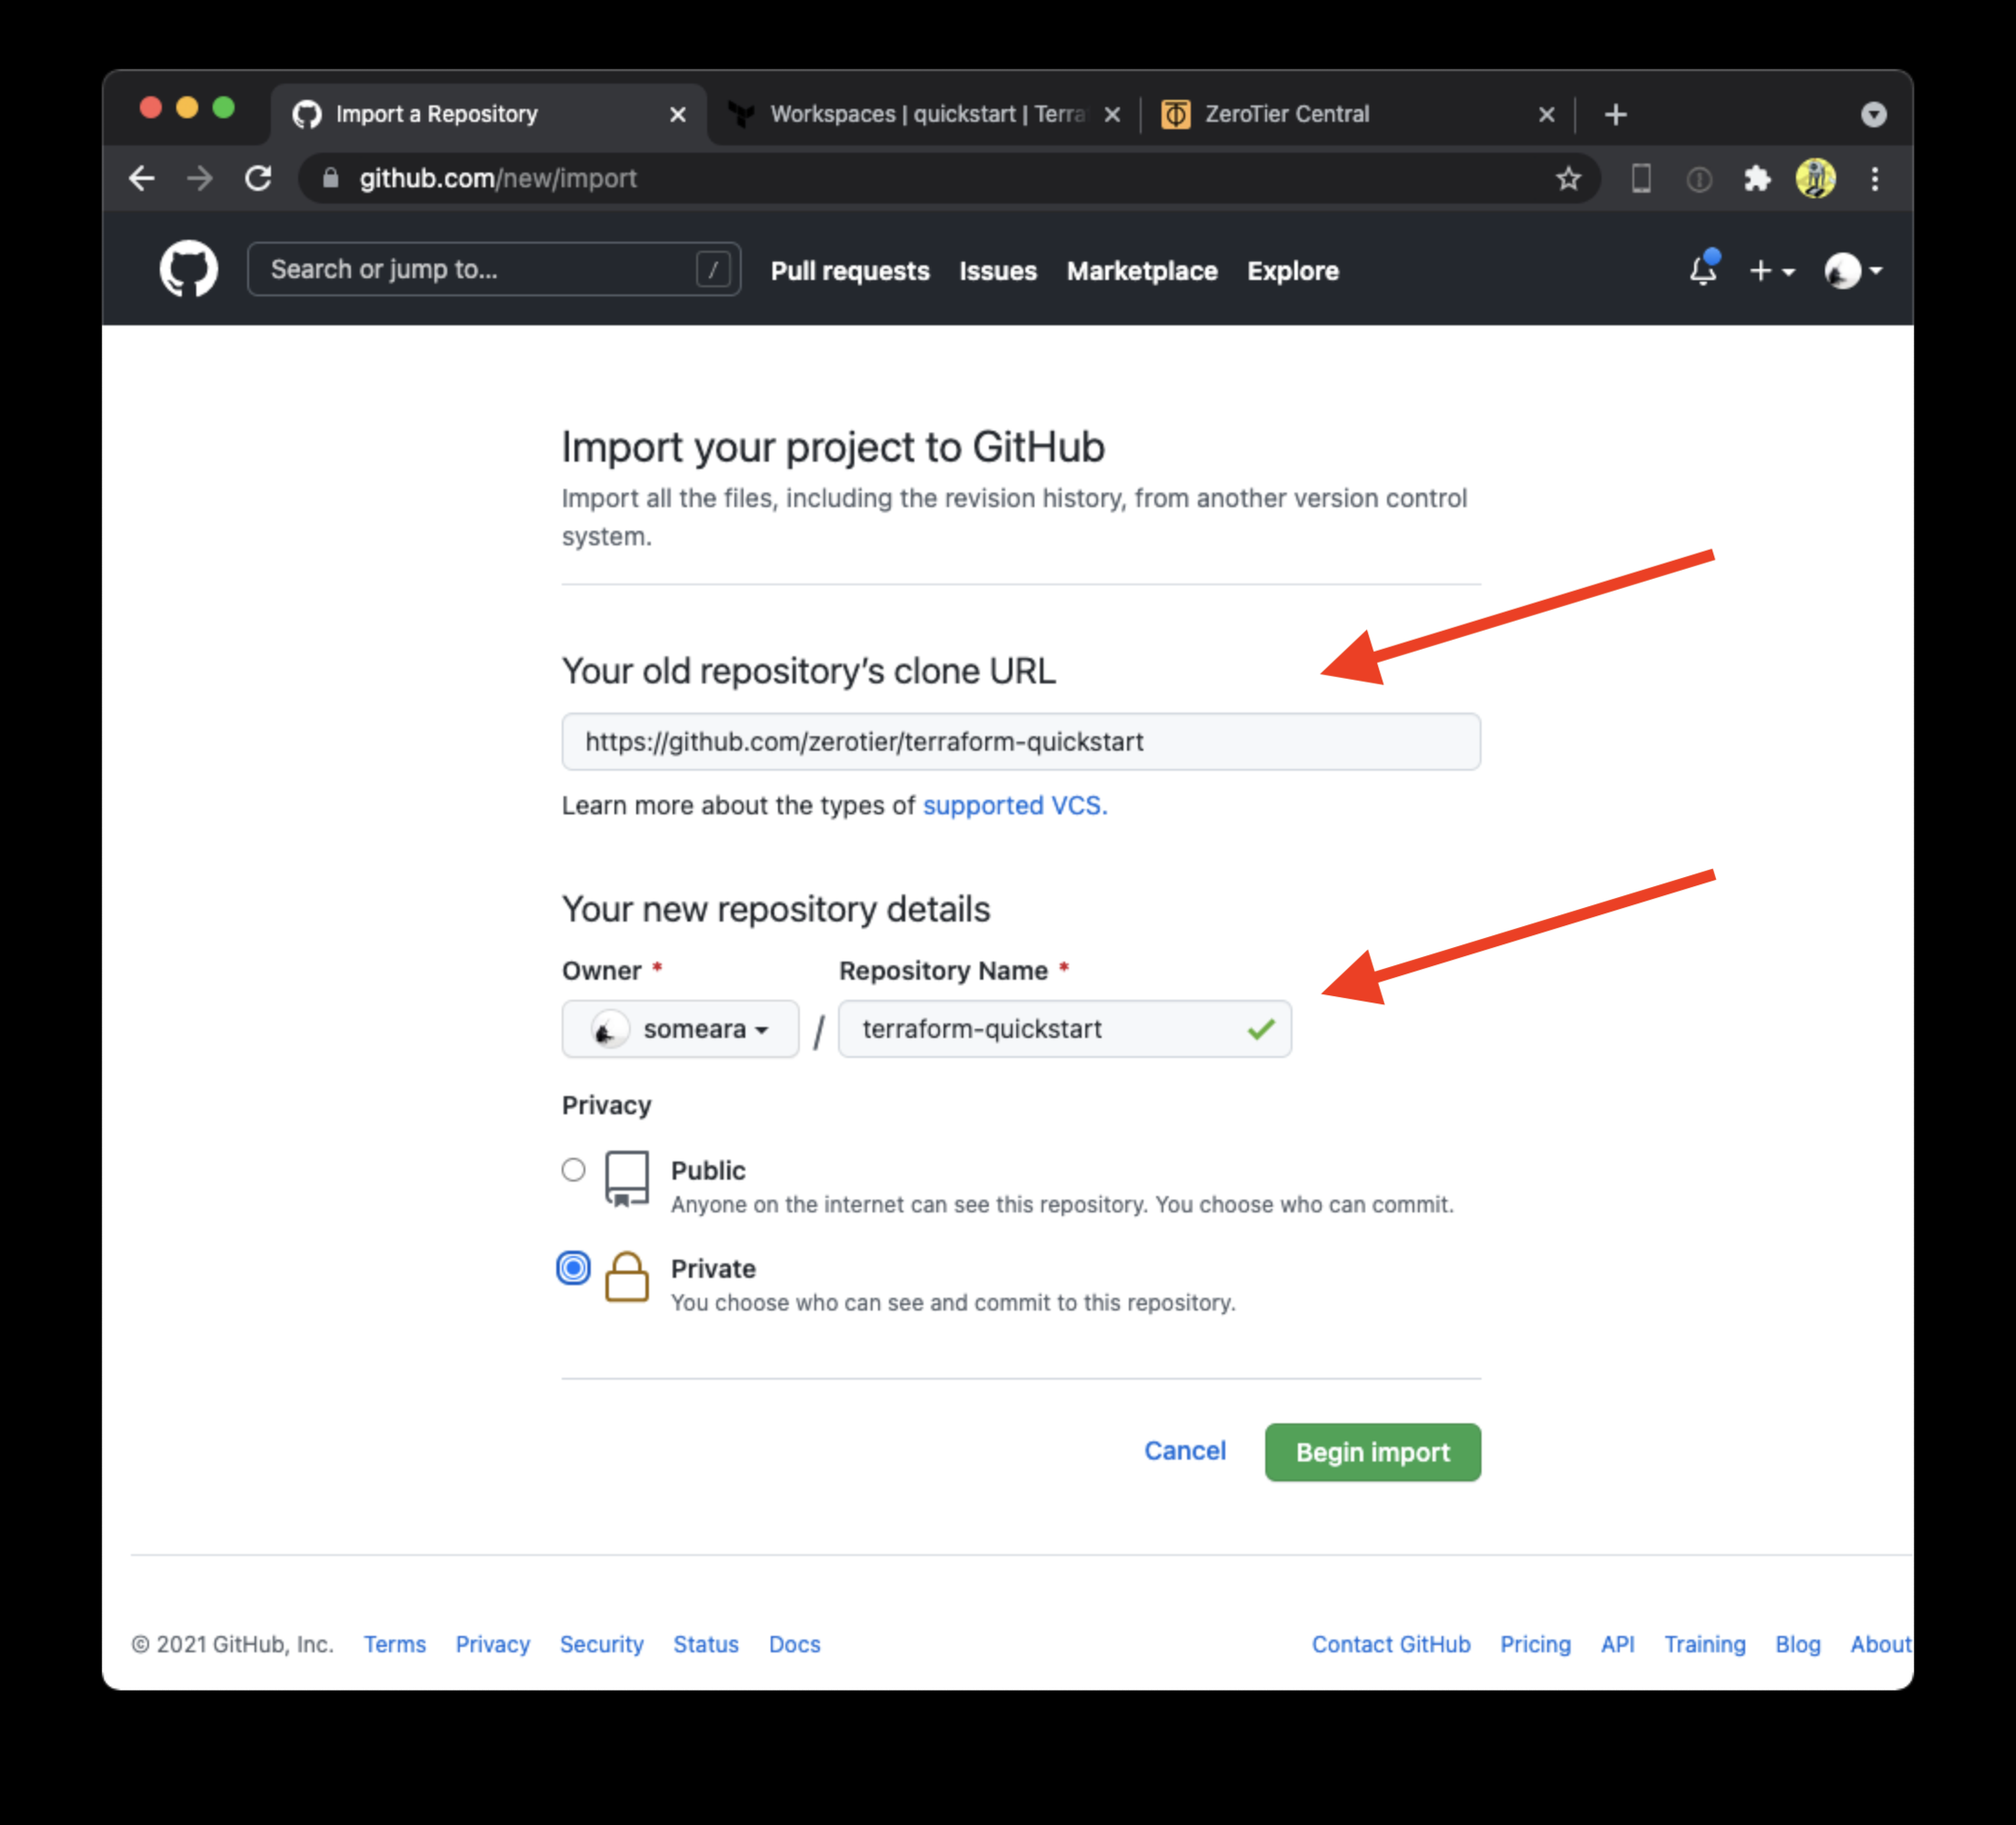 Import a Repository
Workspaces | quickstart | Terra
ZeroTier Central
github.com/new/import
Search or jump to...
/
Pull requests
Issues
Marketplace
Explore
Import your project to GitHub
Import all the files, including the revision history, from another version control
system.
Your old repository’s clone URL
https://github.com/zerotier/terraform-quickstart
Learn more about the types of supported VCS.
Your new repository details
Owner *
Repository Name *
someara
/
terraform-quickstart
Privacy
Public
Anyone on the internet can see this repository. You choose who can commit.
Private
You choose who can see and commit to this repository.
Cancel
Begin import
© 2021 GitHub, Inc.
Terms
Privacy
Security
Status
Docs
Contact GitHub
Pricing
API
Training
Blog
About